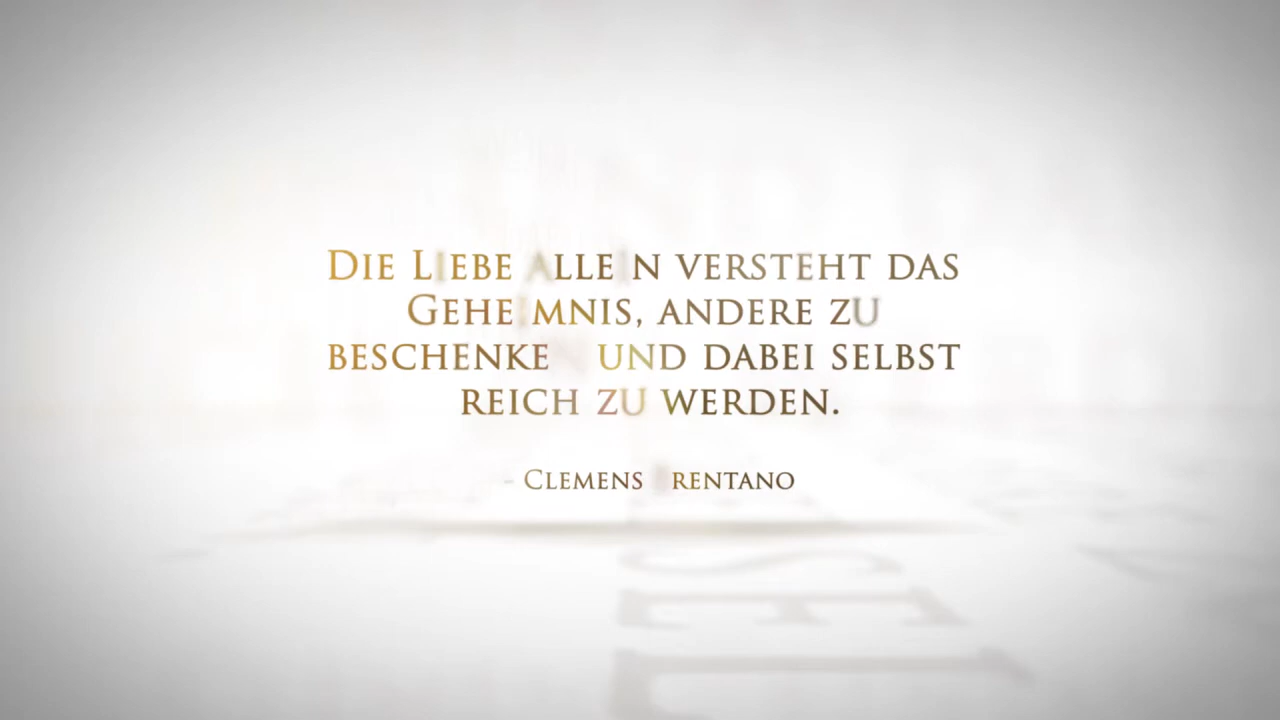 Die Liebe allein versteht das
Geheimnis, andere zu
beschenken und dabei selbst
reich zu werden.
- Clemens Brentano